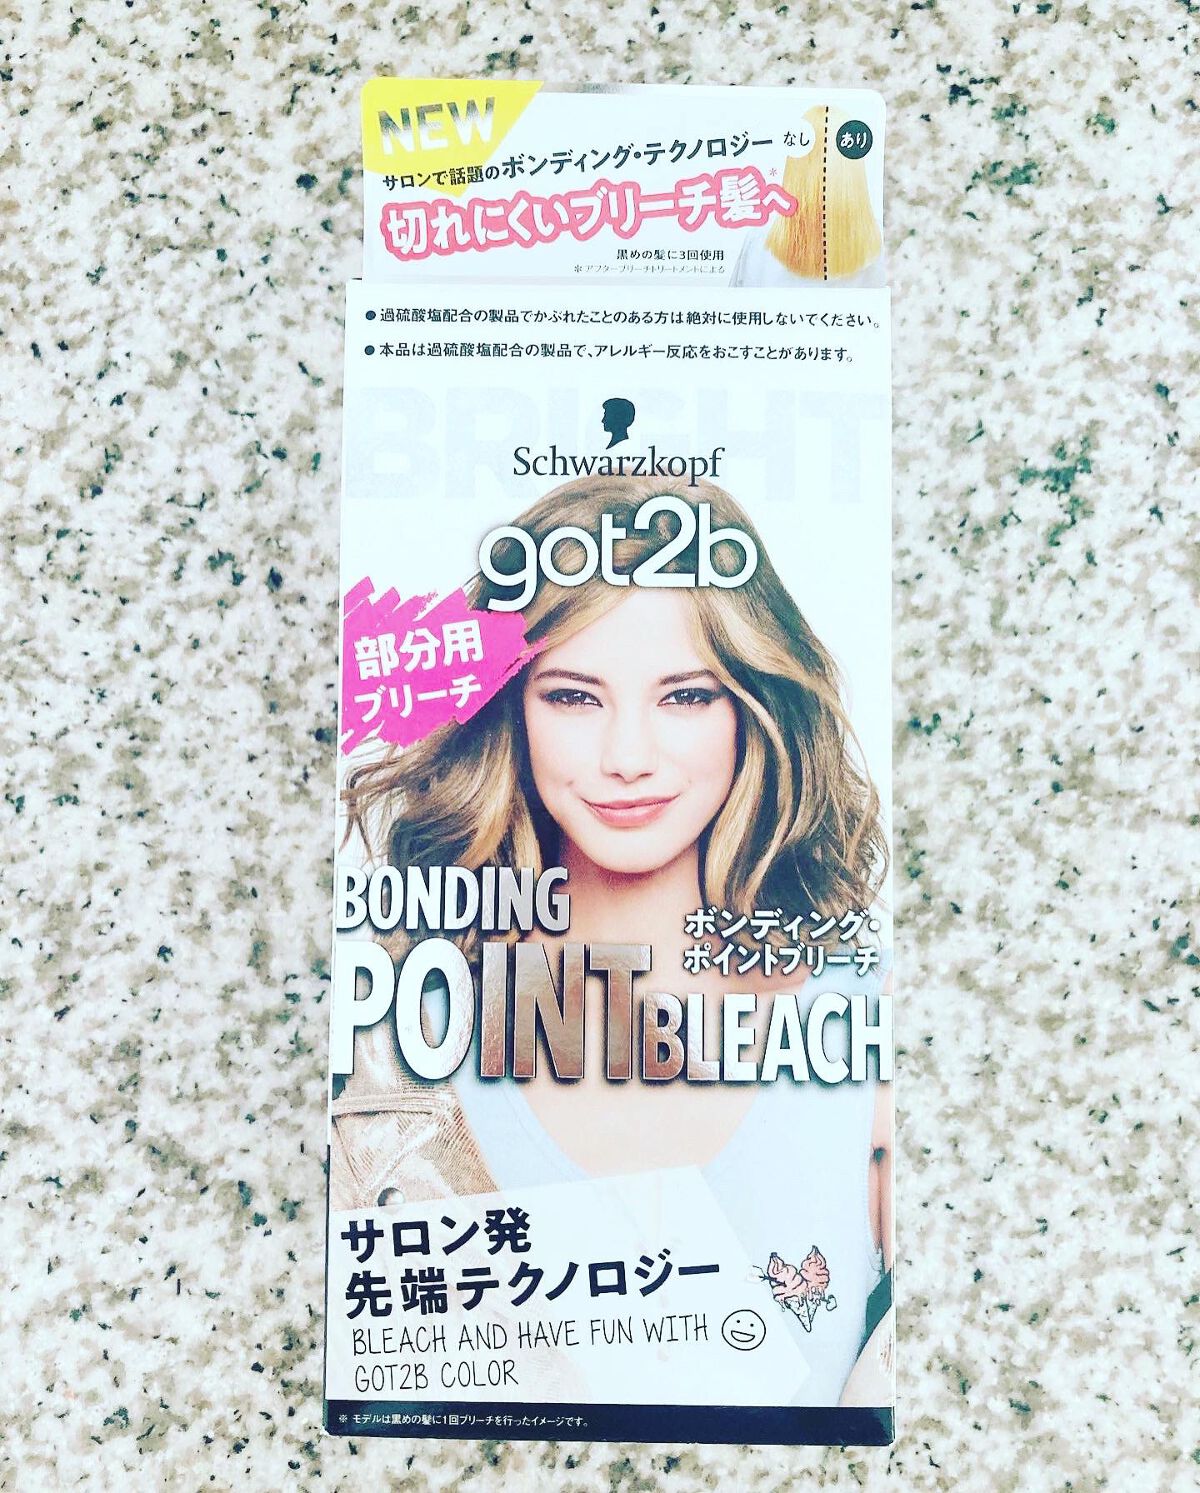 NEW
サロンで話題のボンディング・テクノロジー
なし
あり
切れにくいブリーチ髪へ*
黒めの髪に3回使用
※アフターブリーチトリートメントによる
●過硫酸塩配合の製品でかぶれたことのある方は絶対に使用しないでください。
●本品は過硫酸塩配合の製品で、アレルギー反応をおこすことがあります。
BRIGHT
Schwarzkopf
got2b
部分用
ブリーチ
BONDING
POINT BLEACH
ボンディング・
ポイントブリーチ
サロン発
先端テクノロジー
BLEACH AND HAVE FUN WITH
GOT2B COLOR
※ モデルは黒めの髪に1回ブリーチを行ったイメージです。